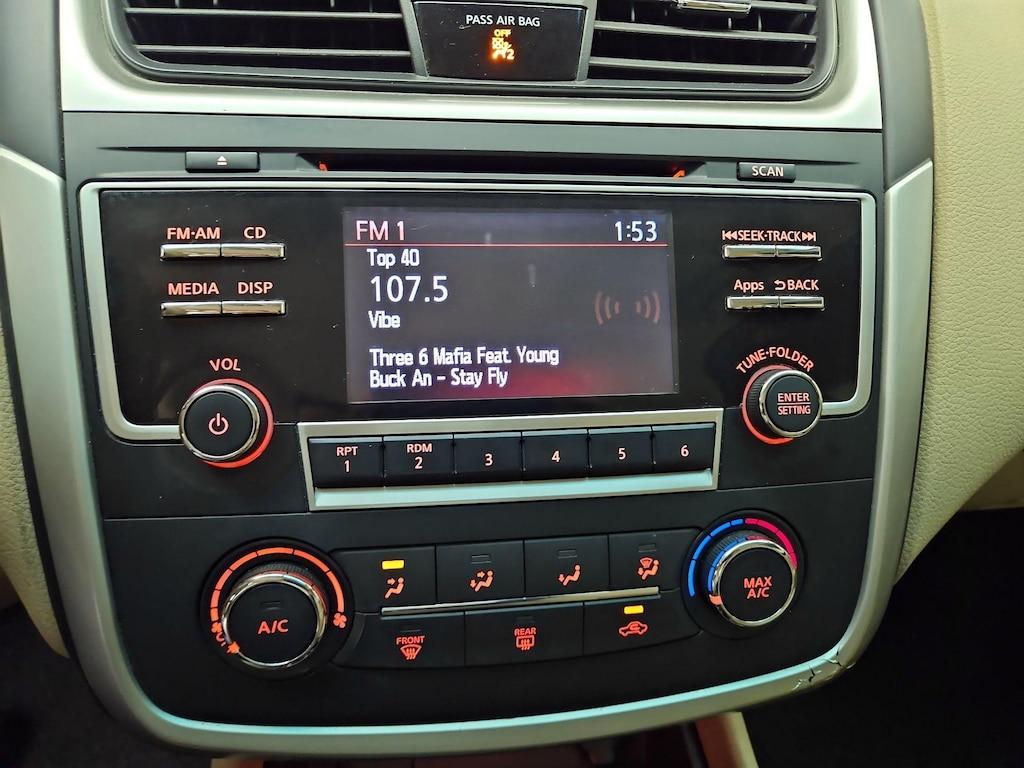 PASS AIR BAG
OFF
2
SCAN
FM·AM CD
MEDIA DISP
VOL
FM 1 1:53
Top 40
107.5
Vibe
Three 6 Mafia Feat. Young
Buck An - Stay Fly
SEEK·TRACK
Apps BACK
TUNE·FOLDER
ENTER
SETTING
RPT
1
RDM
2
3
4
5
6
A/C
FRONT
REAR
MAX
A/C